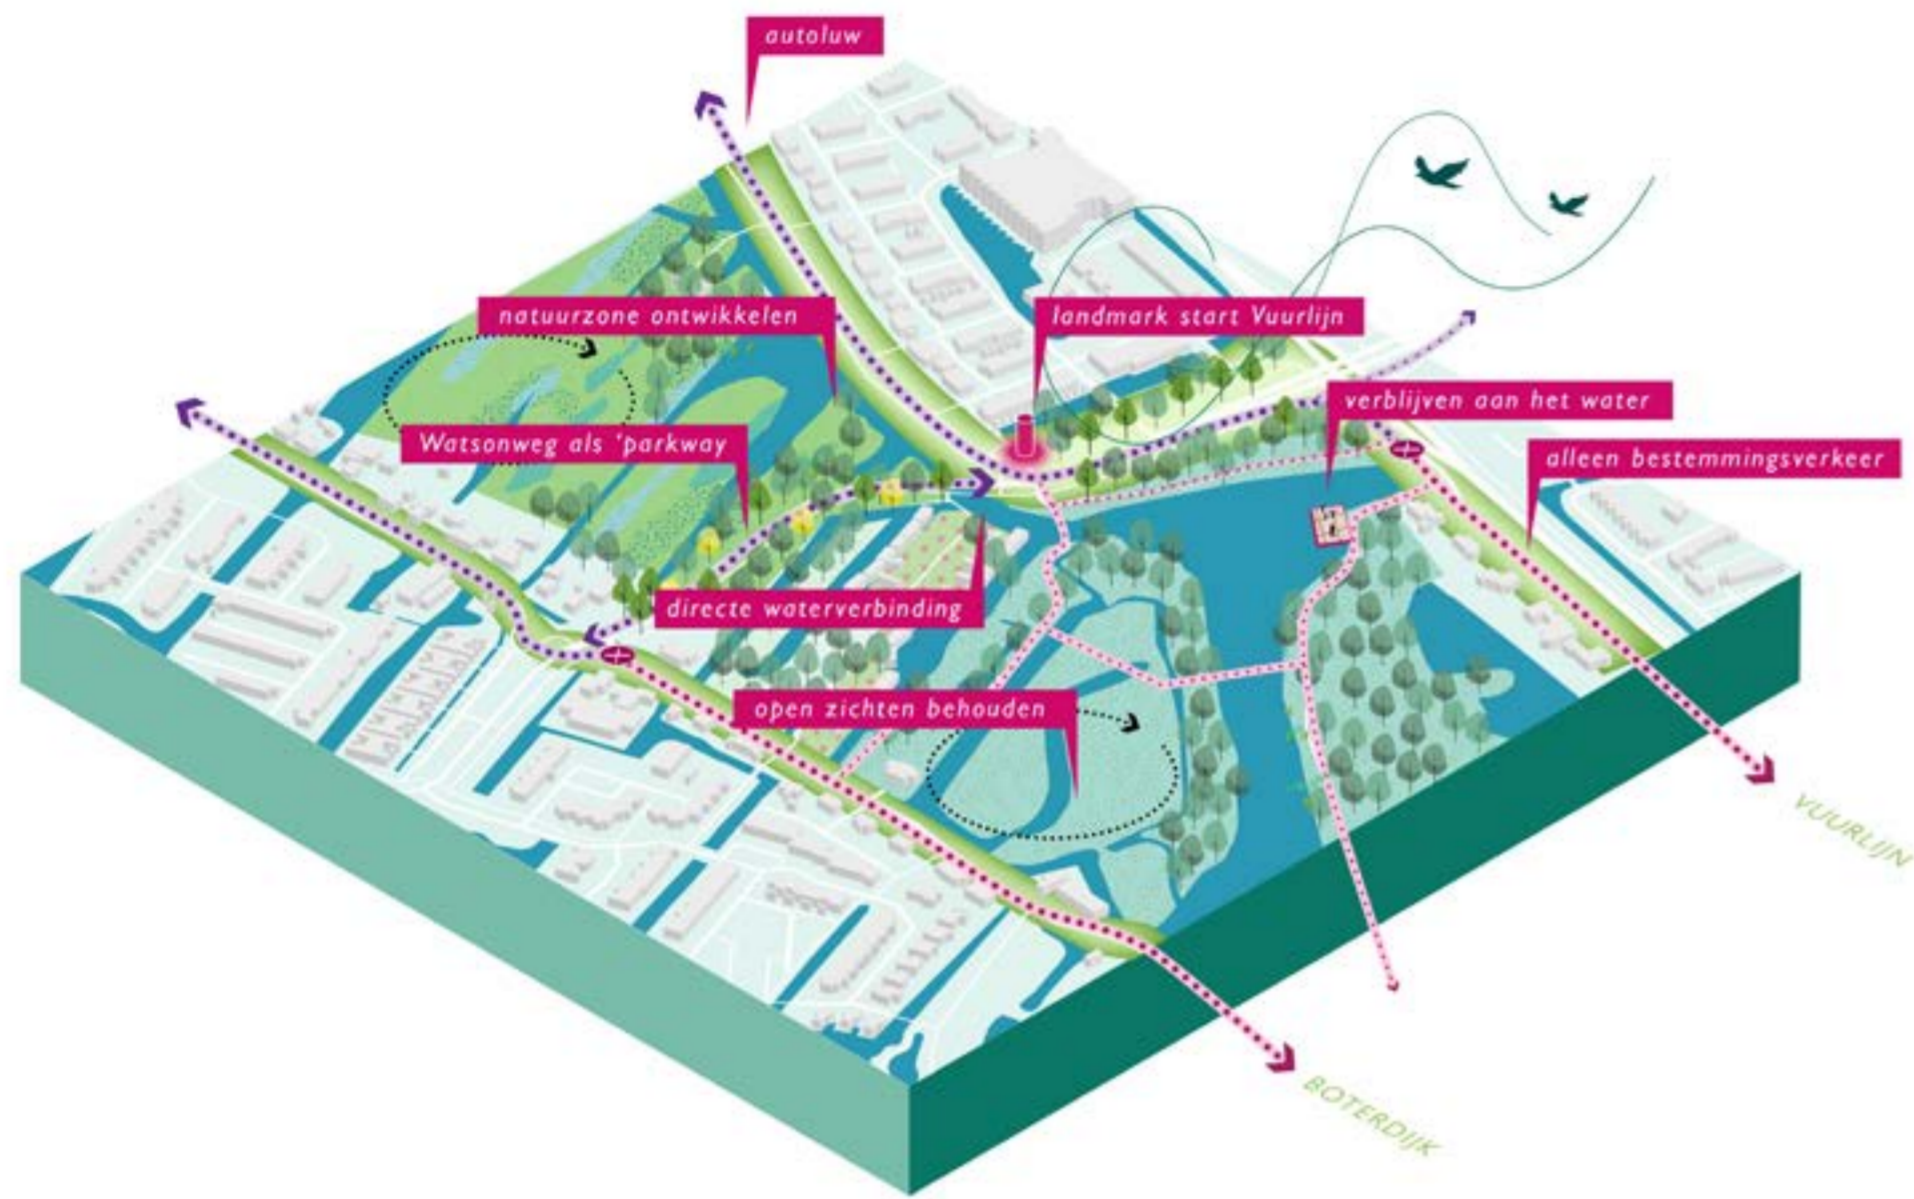 autoluw
natuurzone ontwikkelen
landmark start Vuurlijn
verblijven aan het water
Watsonweg als ‘parkway
alleen bestemmingsverkeer
directe waterverbinding
open zichten behouden
VUURLIJN
BOTERDIJK